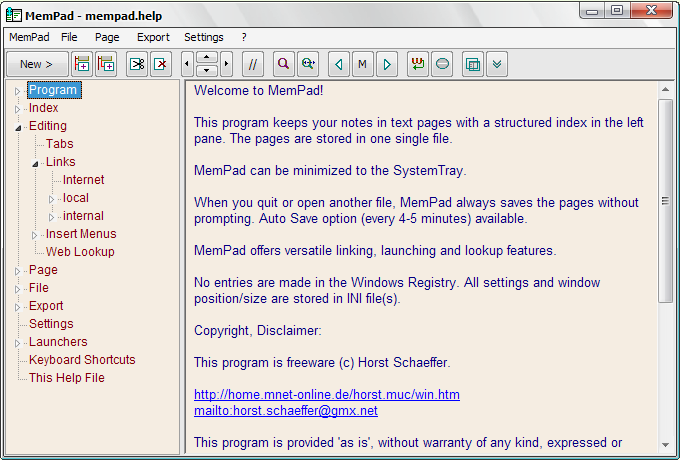 MemPad - mempad.help
MemPad File Page Export Settings ?
New > // M
Program
Index
Editing
Tabs
Links
Internet
local
internal
Insert Menus
Web Lookup
Page
File
Export
Settings
Launchers
Keyboard Shortcuts
This Help File
Welcome to MemPad!
This program keeps your notes in text pages with a structured index in the left
pane. The pages are stored in one single file.
MemPad can be minimized to the SystemTray.
When you quit or open another file, MemPad always saves the pages without
prompting. Auto Save option (every 4-5 minutes) available.
MemPad offers versatile linking, launching and lookup features.
No entries are made in the Windows Registry. All settings and window
position/size are stored in INI file(s).
Copyright, Disclaimer:
This program is freeware (c) Horst Schaeffer.
http://home.mnet-online.de/horst.muc/win.htm
mailto:horst.schaeffer@gmx.net
This program is provided 'as is', without warranty of any kind, expressed or